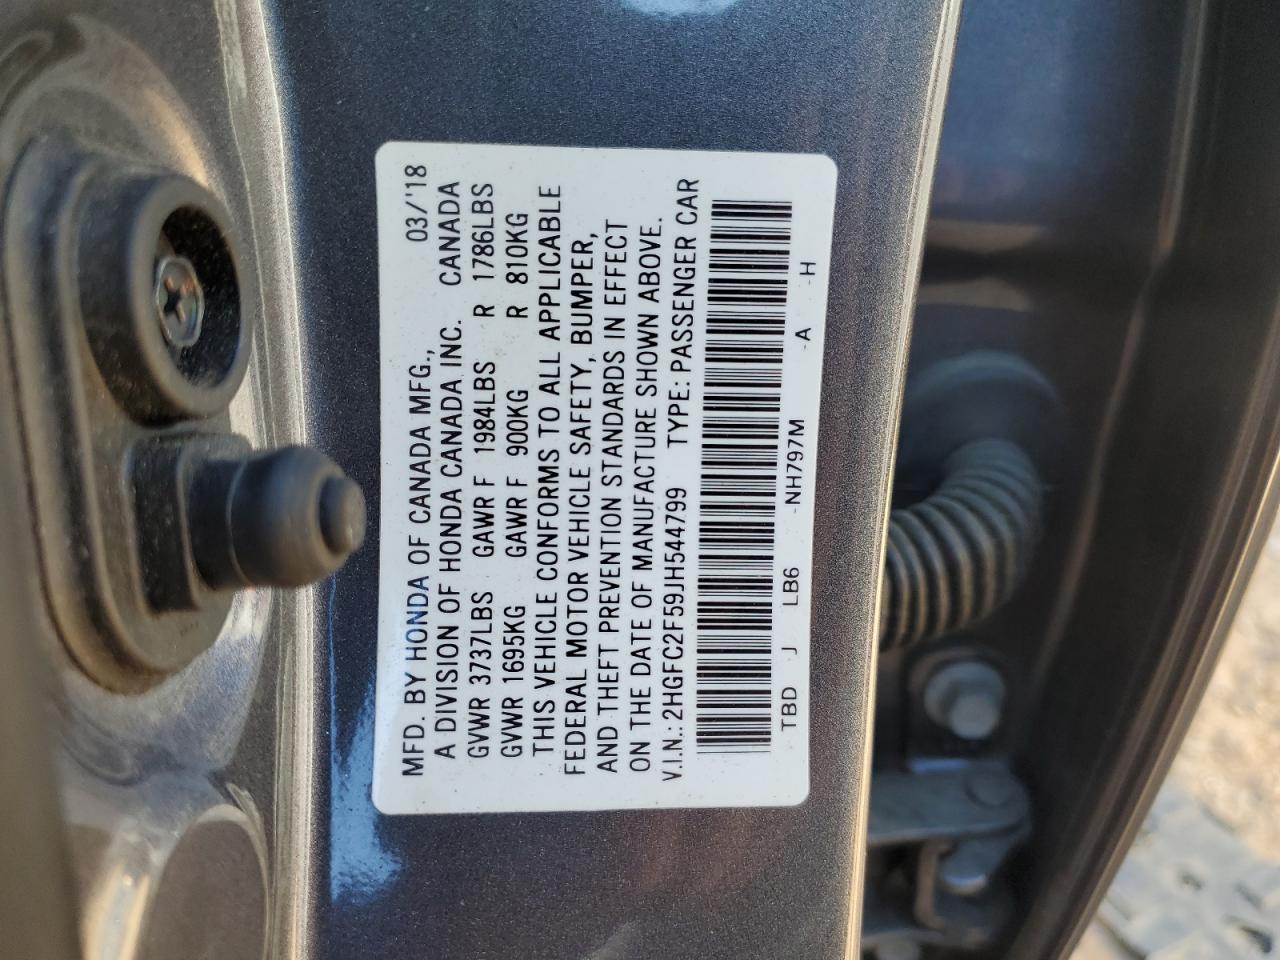 MFD. BY HONDA OF CANADA MFG., 03/'18
A DIVISION OF HONDA CANADA INC. CANADA
GVWR 3737LBS GAWR F 1984LBS R 1786LBS
GVWR 1695KG GAWR F 900KG R 810KG
THIS VEHICLE CONFORMS TO ALL APPLICABLE
FEDERAL MOTOR VEHICLE SAFETY, BUMPER,
AND THEFT PREVENTION STANDARDS IN EFFECT
ON THE DATE OF MANUFACTURE SHOWN ABOVE.
V.I.N.: 2HGFC2F59JH544799 TYPE: PASSENGER CAR
TBD J LB6 -NH797M -A -H